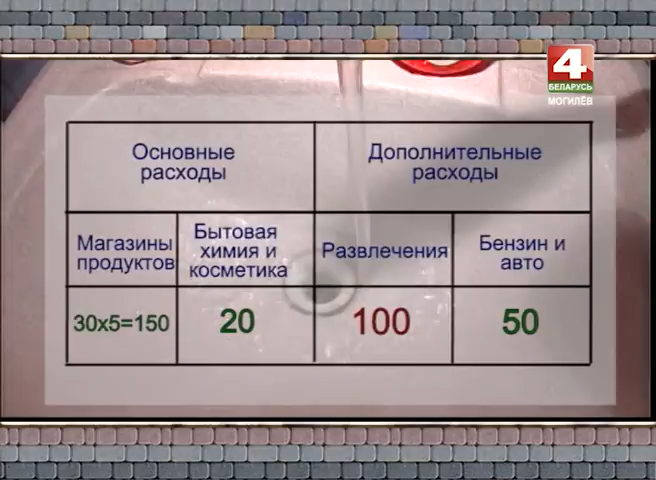 4
БЕЛАРУСЬ
МОГИЛЁВ
Основные
расходы
Дополнительные
расходы
Магазины
продуктов
Бытовая
химия и
косметика
Развлечения
Бензин и
авто
30х5=150
20
100
50